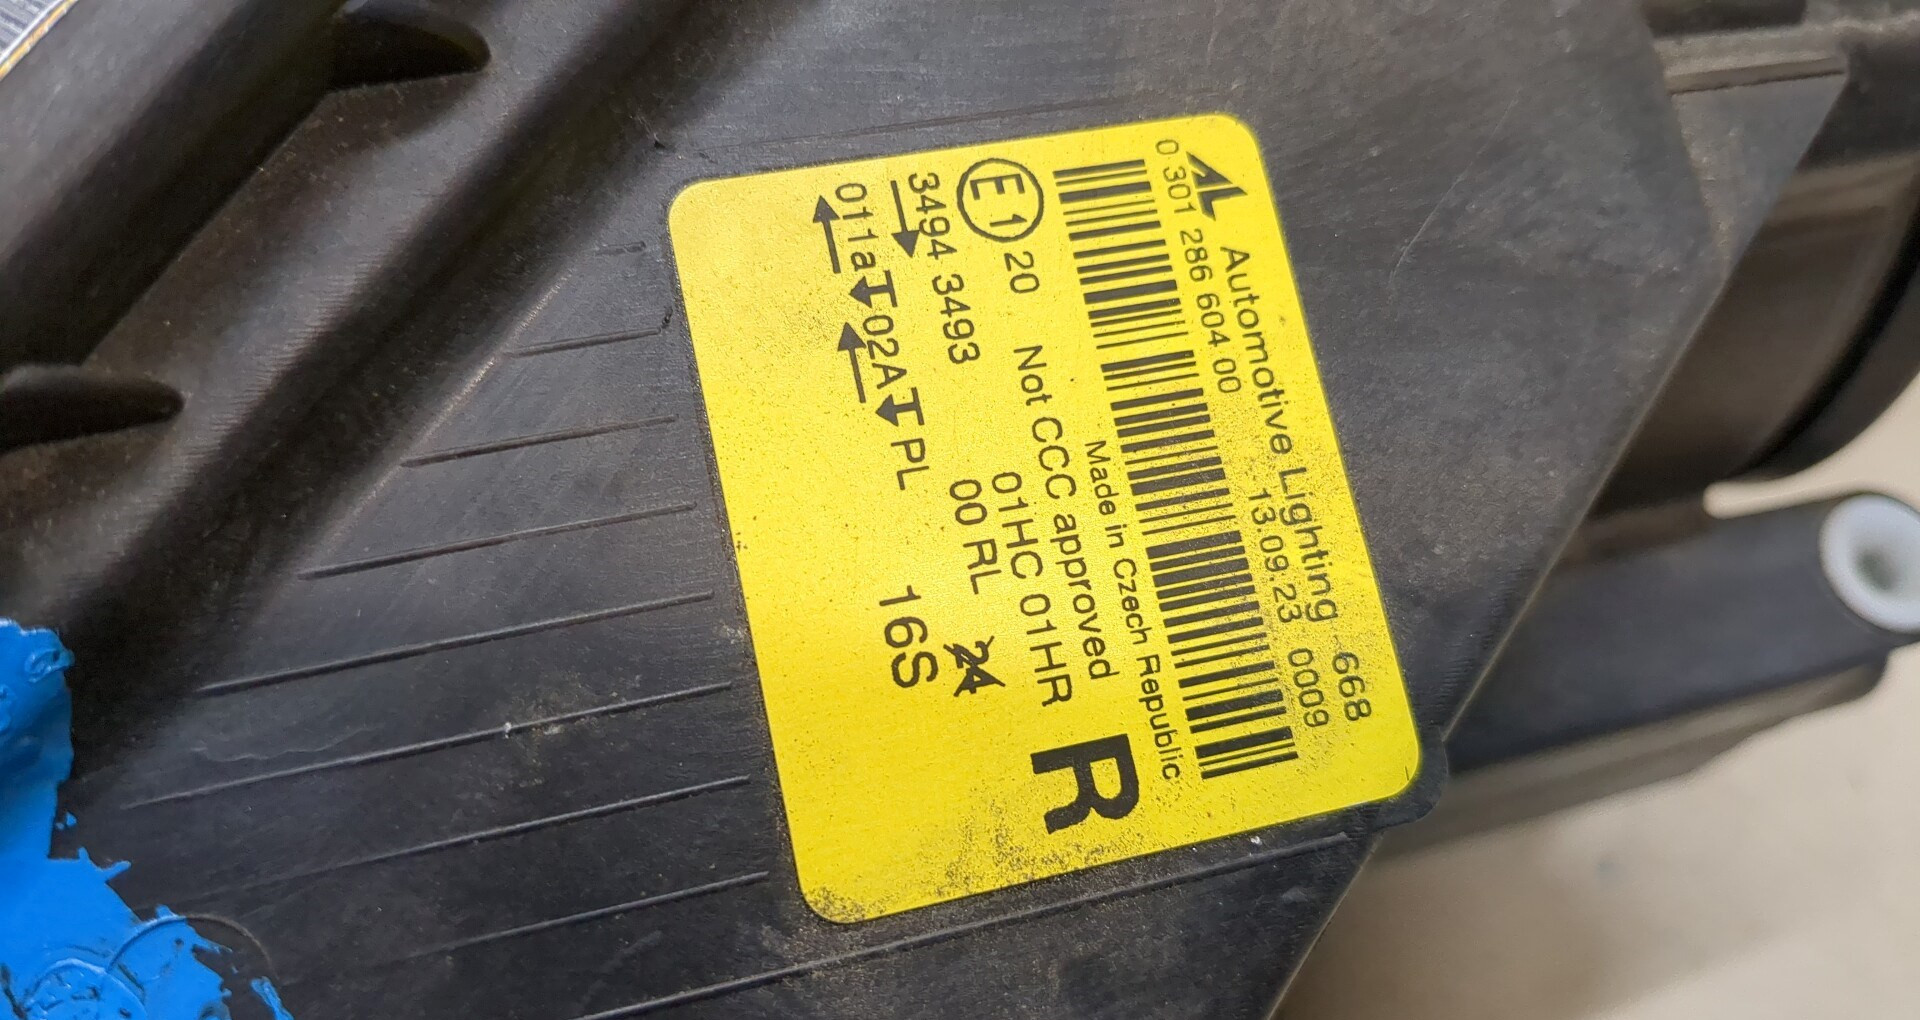 AL Automotive Lighting 668
0 301 286 604 00 13.09.23 0009
Made in Czech Republic
E1 20 Not CCC approved R
3494 3493 01HC 01HR
011a 02A PL 00 RL 24
16S